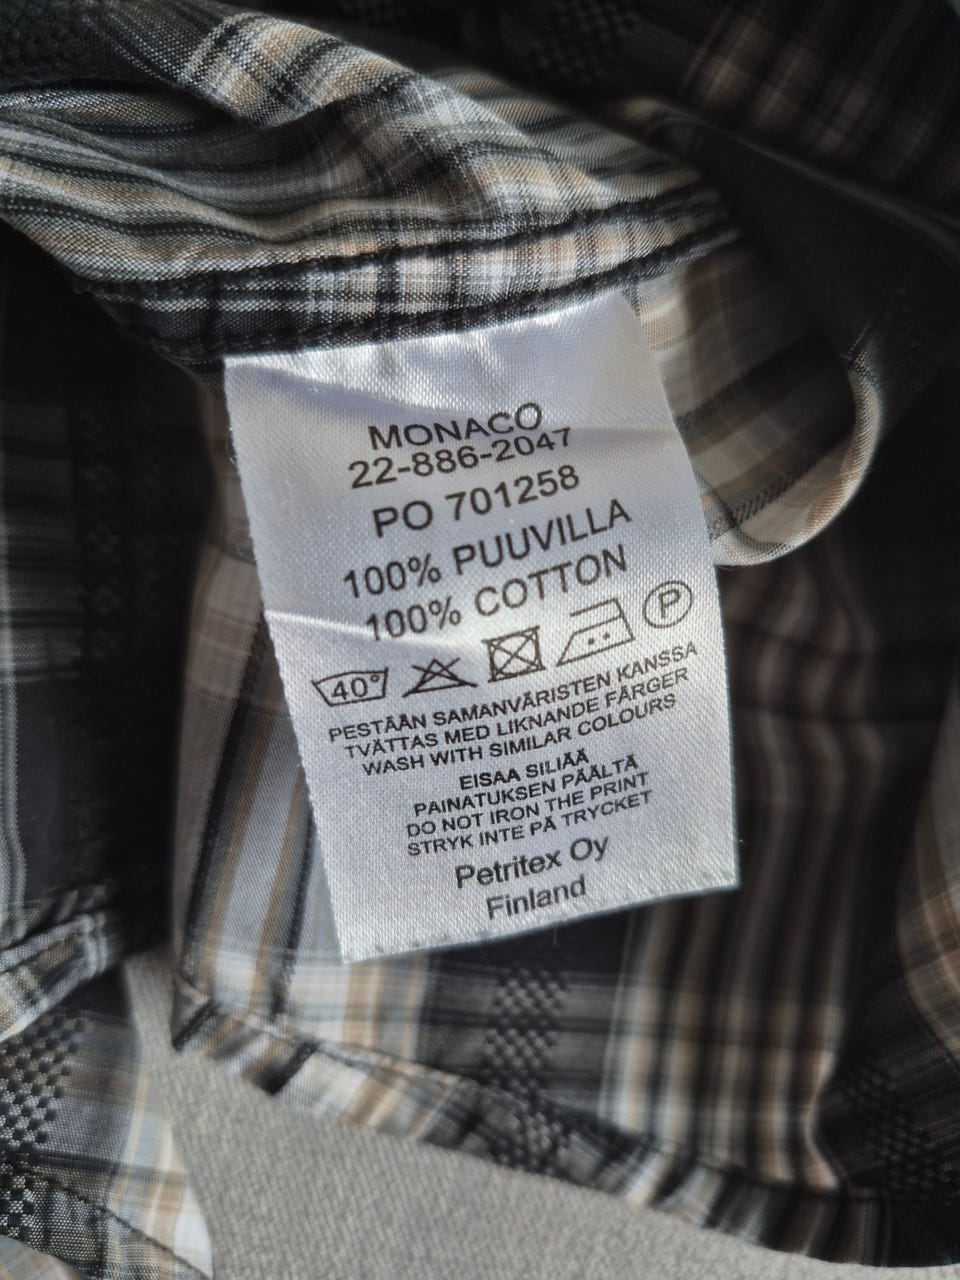 MONACO
22-886-2047
PO 701258
100% PUUVILLA
100% COTTON
40° P
PESTÄÄN SAMANVÄRISTEN KANSSA
TVÄTTAS MED LIKNANDE FÄRGER
WASH WITH SIMILAR COLOURS
EISAA SILIÄÄ
PAINATUKSEN PÄÄLTÄ
DO NOT IRON THE PRINT
STRYK INTE PÅ TRYCKET
Petritex Oy
Finland